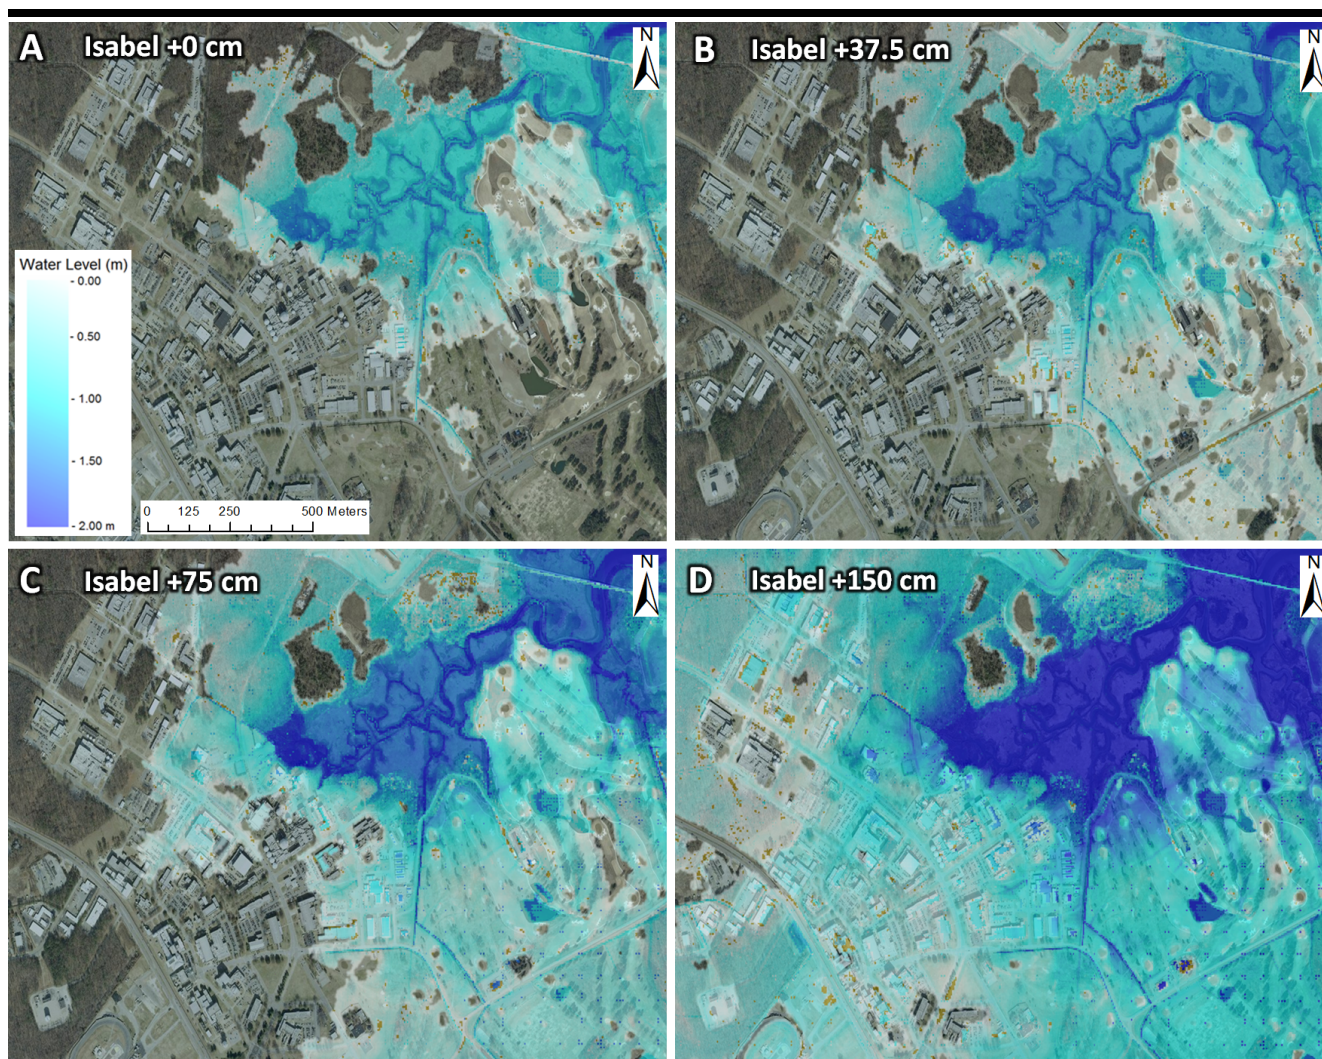 A Isabel +0 cm N
B Isabel +37.5 cm N
Water Level (m)
- 0.00
- 0.50
- 1.00
- 1.50
- 2.00 m
0 125 250 500 Meters
C Isabel +75 cm N
D Isabel +150 cm N